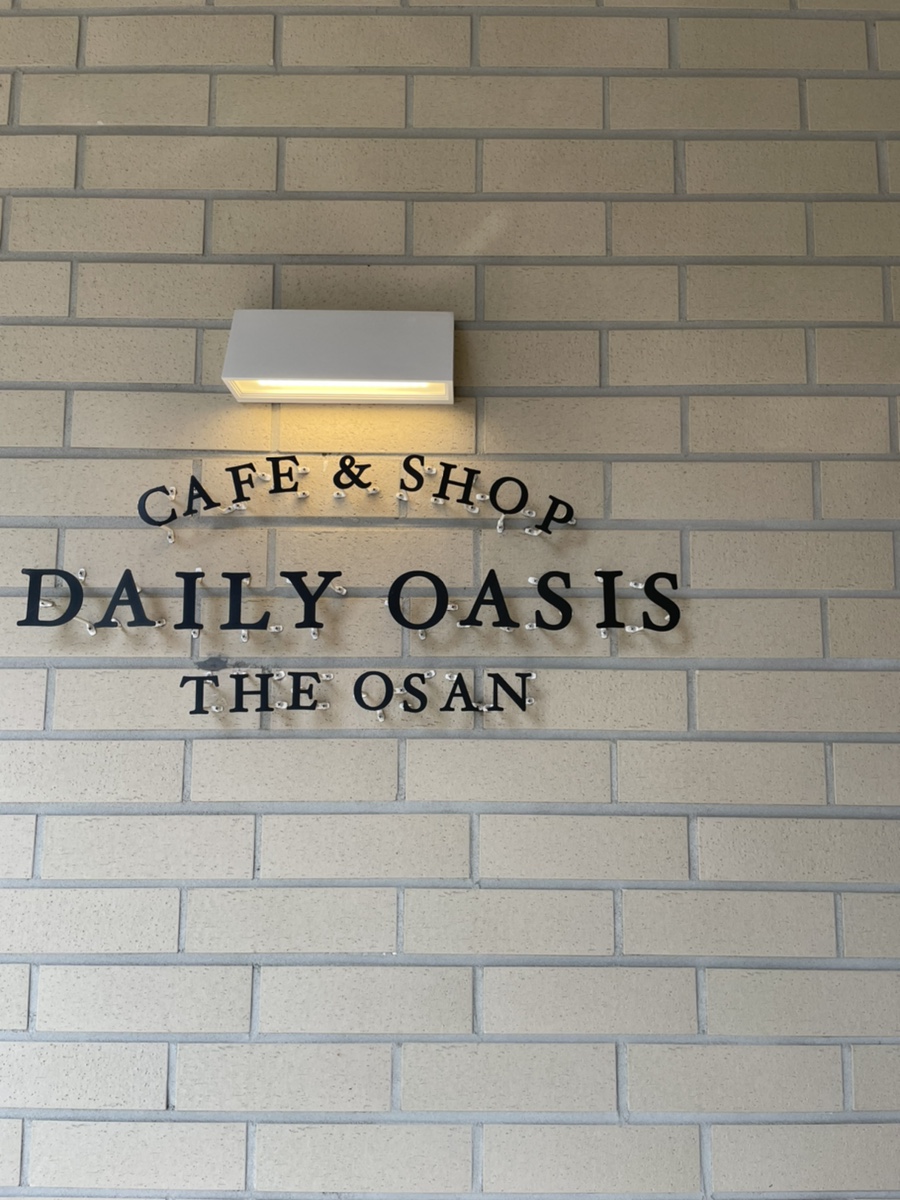 CAFE & SHOP
DAILY OASIS
THE OSAN